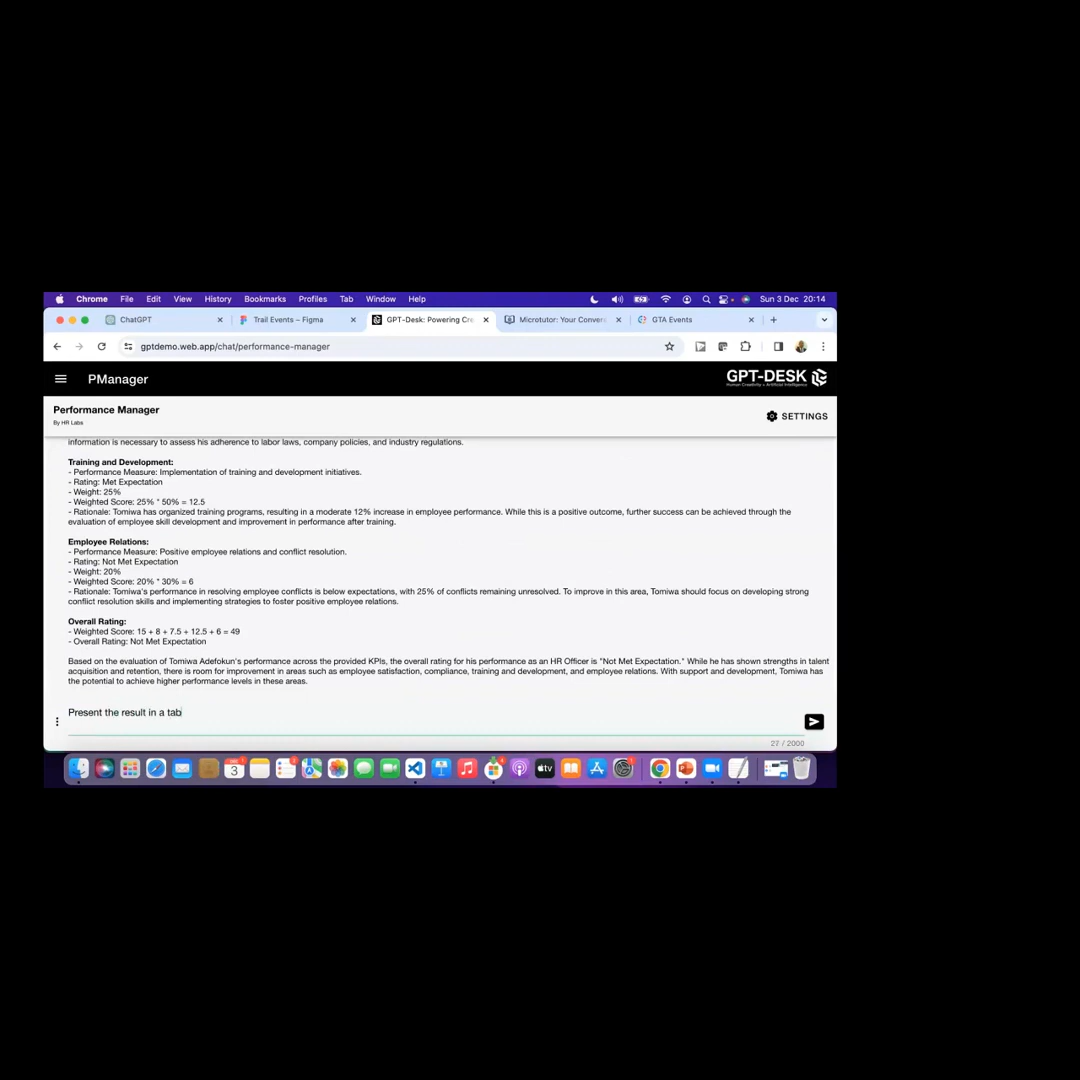 Chrome File Edit View History Bookmarks Profiles Tab Window Help Sun 3 Dec 20:14
ChatGPT Trail Events – Figma GPT-Desk: Powering Cre Microtutor: Your Conver GTA Events
gptdemo.web.app/chat/performance-manager
PManager
GPT-DESK
Human Creativity + Artificial Intelligence
Performance Manager
By HR Labs
SETTINGS
information is necessary to assess his adherence to labor laws, company policies, and industry regulations.
Training and Development:
- Performance Measure: Implementation of training and development initiatives.
- Rating: Met Expectation
- Weight: 25%
- Weighted Score: 25% * 50% = 12.5
- Rationale: Tomiwa has organized training programs, resulting in a moderate 12% increase in employee performance. While this is a positive outcome, further success can be achieved through the
evaluation of employee skill development and improvement in performance after training.
Employee Relations:
- Performance Measure: Positive employee relations and conflict resolution.
- Rating: Not Met Expectation
- Weight: 20%
- Weighted Score: 20% * 30% = 6
- Rationale: Tomiwa's performance in resolving employee conflicts is below expectations, with 25% of conflicts remaining unresolved. To improve in this area, Tomiwa should focus on developing strong
conflict resolution skills and implementing strategies to foster positive employee relations.
Overall Rating:
- Weighted Score: 15 + 8 + 7.5 + 12.5 + 6 = 49
- Overall Rating: Not Met Expectation
Based on the evaluation of Tomiwa Adefokun's performance across the provided KPIs, the overall rating for his performance as an HR Officer is "Not Met Expectation." While he has shown strengths in talent
acquisition and retention, there is room for improvement in areas such as employee satisfaction, compliance, training and development, and employee relations. With support and development, Tomiwa has
the potential to achieve higher performance levels in these areas.
Present the result in a tab
27 / 2000